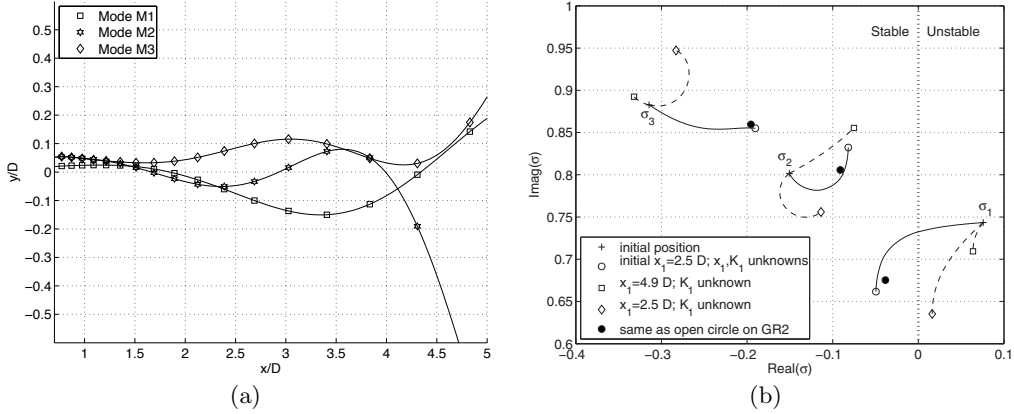 Mode M1
Mode M2
Mode M3
0.5
0.4
0.3
0.2
0.1
0
−0.1
−0.2
−0.3
−0.4
−0.5
y/D
1
1.5
2
2.5
3
3.5
4
4.5
5
x/D
(a)
1
0.95
0.9
0.85
0.8
0.75
0.7
0.65
0.6
Imag(σ)
Stable
Unstable
σ3
σ2
σ1
initial position
initial x1=2.5 D; x1,K1 unknowns
x1=4.9 D; K1 unknown
x1=2.5 D; K1 unknown
same as open circle on GR2
−0.4
−0.3
−0.2
−0.1
0
0.1
Real(σ)
(b)